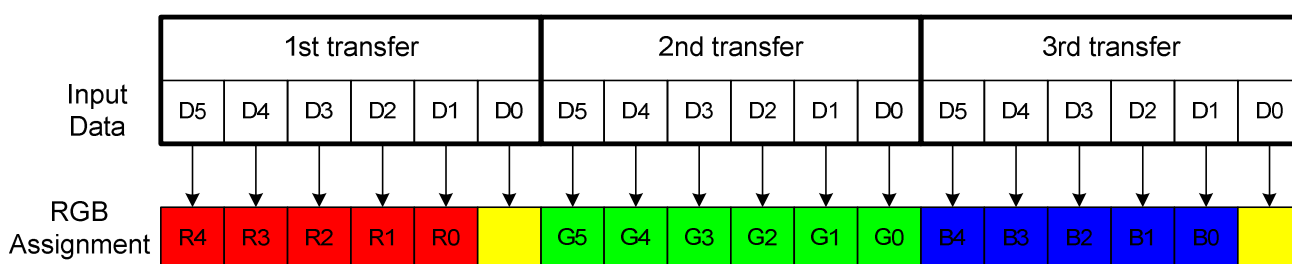 1st transfer 2nd transfer 3rd transfer
Input
Data
D5 D4 D3 D2 D1 D0 D5 D4 D3 D2 D1 D0 D5 D4 D3 D2 D1 D0
RGB
Assignment
R4 R3 R2 R1 R0 G5 G4 G3 G2 G1 G0 B4 B3 B2 B1 B0